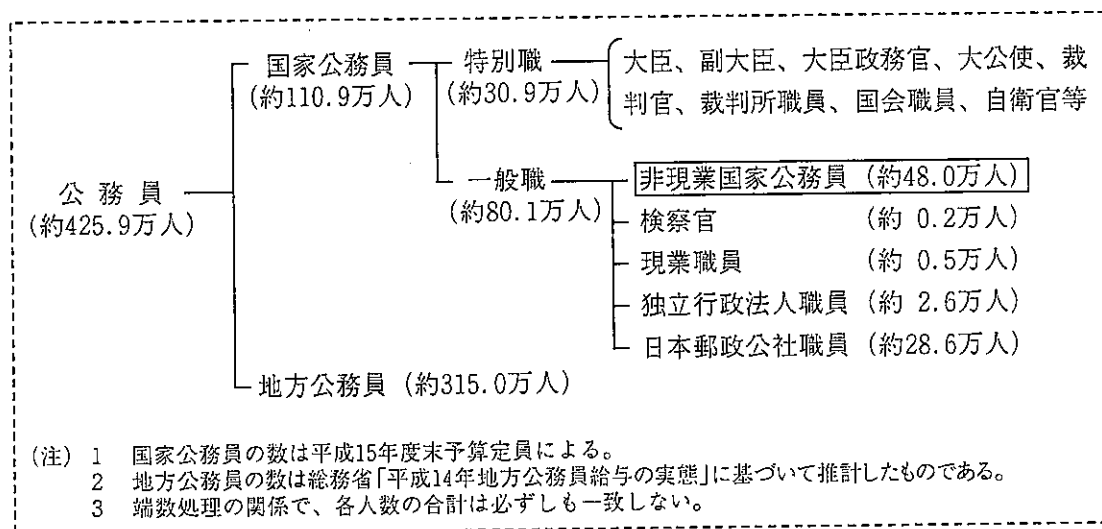 国家公務員
(約110.9万人)
特別職
(約30.9万人)
大臣、副大臣、大臣政務官、大公使、裁
判官、裁判所職員、国会職員、自衛官等
公務員
(約425.9万人)
一般職
(約80.1万人)
非現業国家公務員 (約48.0万人)
検察官 (約 0.2万人)
現業職員 (約 0.5万人)
独立行政法人職員 (約 2.6万人)
日本郵政公社職員 (約28.6万人)
地方公務員 (約315.0万人)
(注) 1 国家公務員の数は平成15年度末予算定員による。
2 地方公務員の数は総務省「平成14年地方公務員給与の実態」に基づいて推計したものである。
3 端数処理の関係で、各人数の合計は必ずしも一致しない。